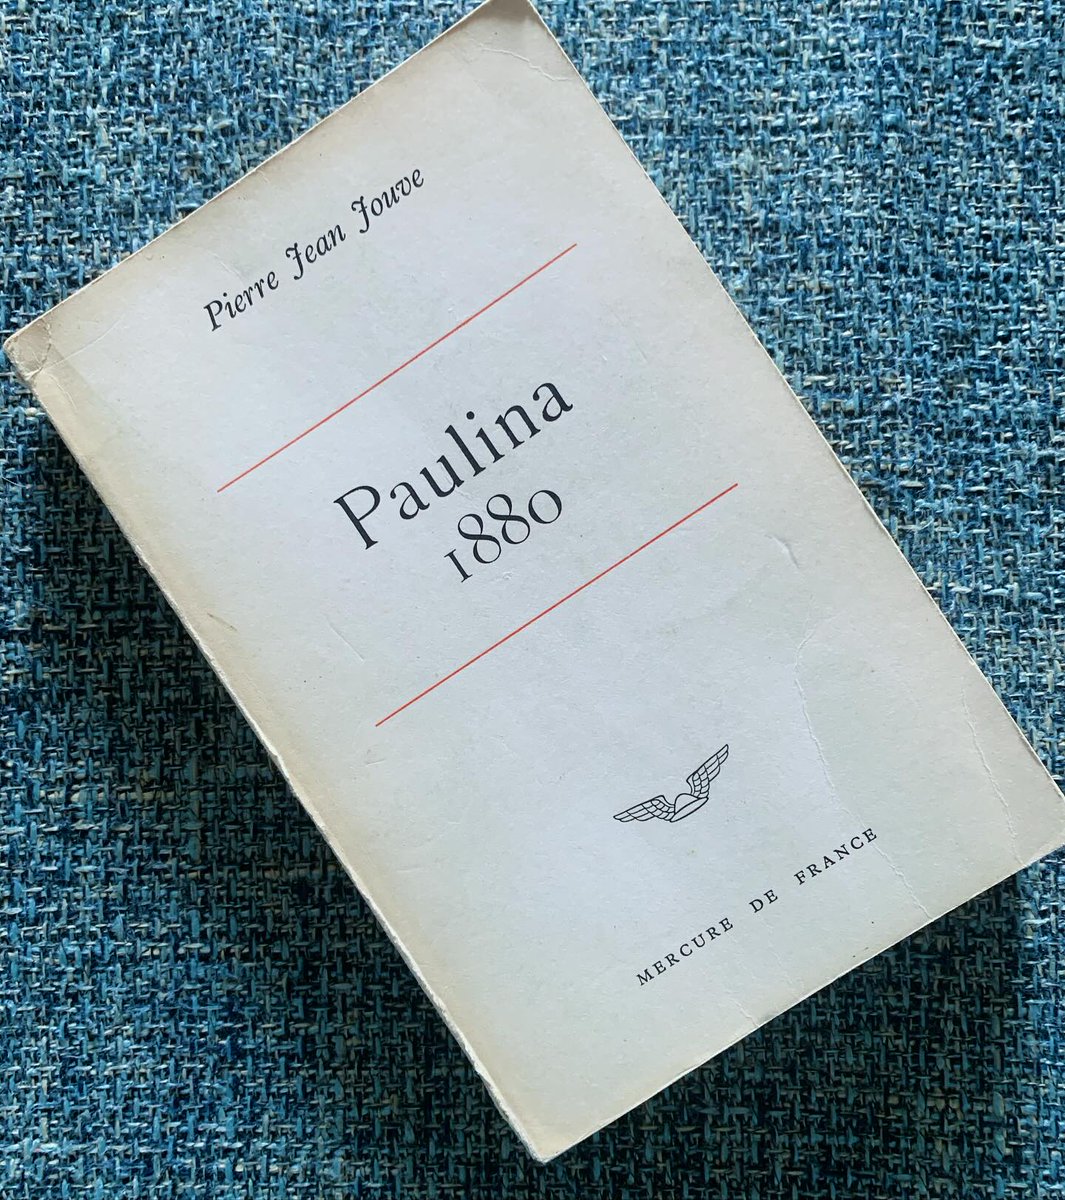 Pierre Jean Jouve
Paulina
1880
MERCURE DE FRANCE